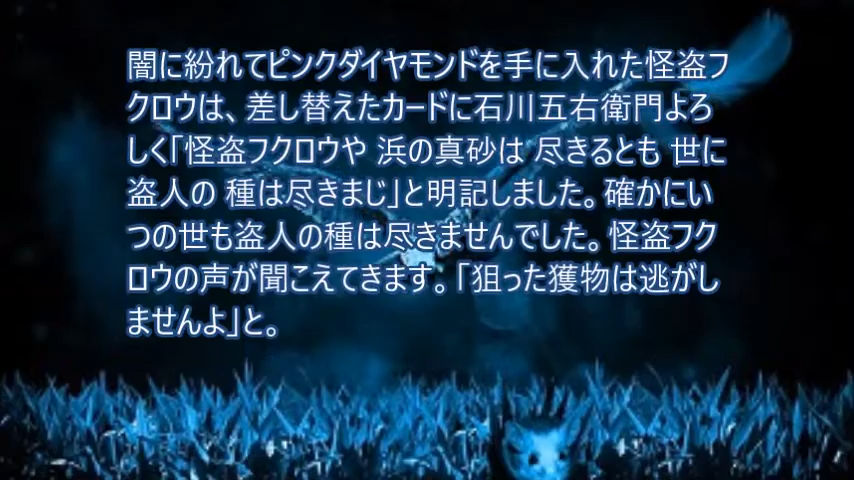 闇に紛れてピンクダイヤモンドを手に入れた怪盗フ
クロウは、差し替えたカードに石川五右衛門よろ
しく「怪盗フクロウや 浜の真砂は 尽きるとも 世に
盗人の 種は尽きまじ」と明記しました。確かにい
つの世も盗人の種は尽きませんでした。怪盗フク
ロウの声が聞こえてきます。「狙った獲物は逃がし
ませんよ」と。